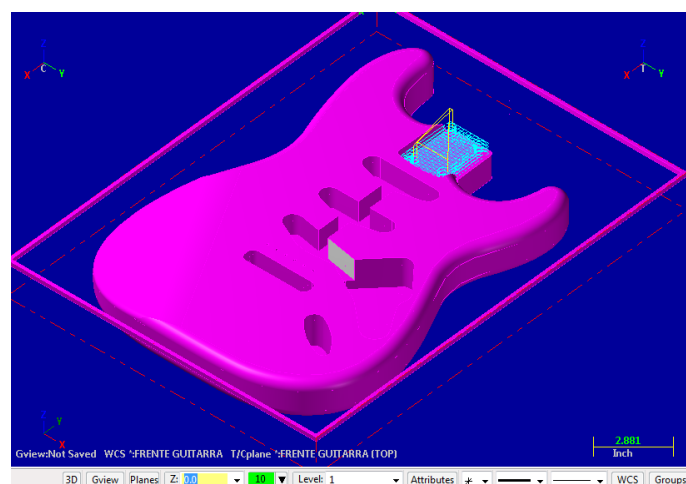 Z
X
C
Y
Z
X
T
Y
Z
Y
X
2.881
Inch
Gview:Not Saved WCS ^:FRENTE GUITARRA T/Cplane ^:FRENTE GUITARRA (TOP)
3D Gview Planes Z: 0.0 10 Level: 1 Attributes WCS Groups